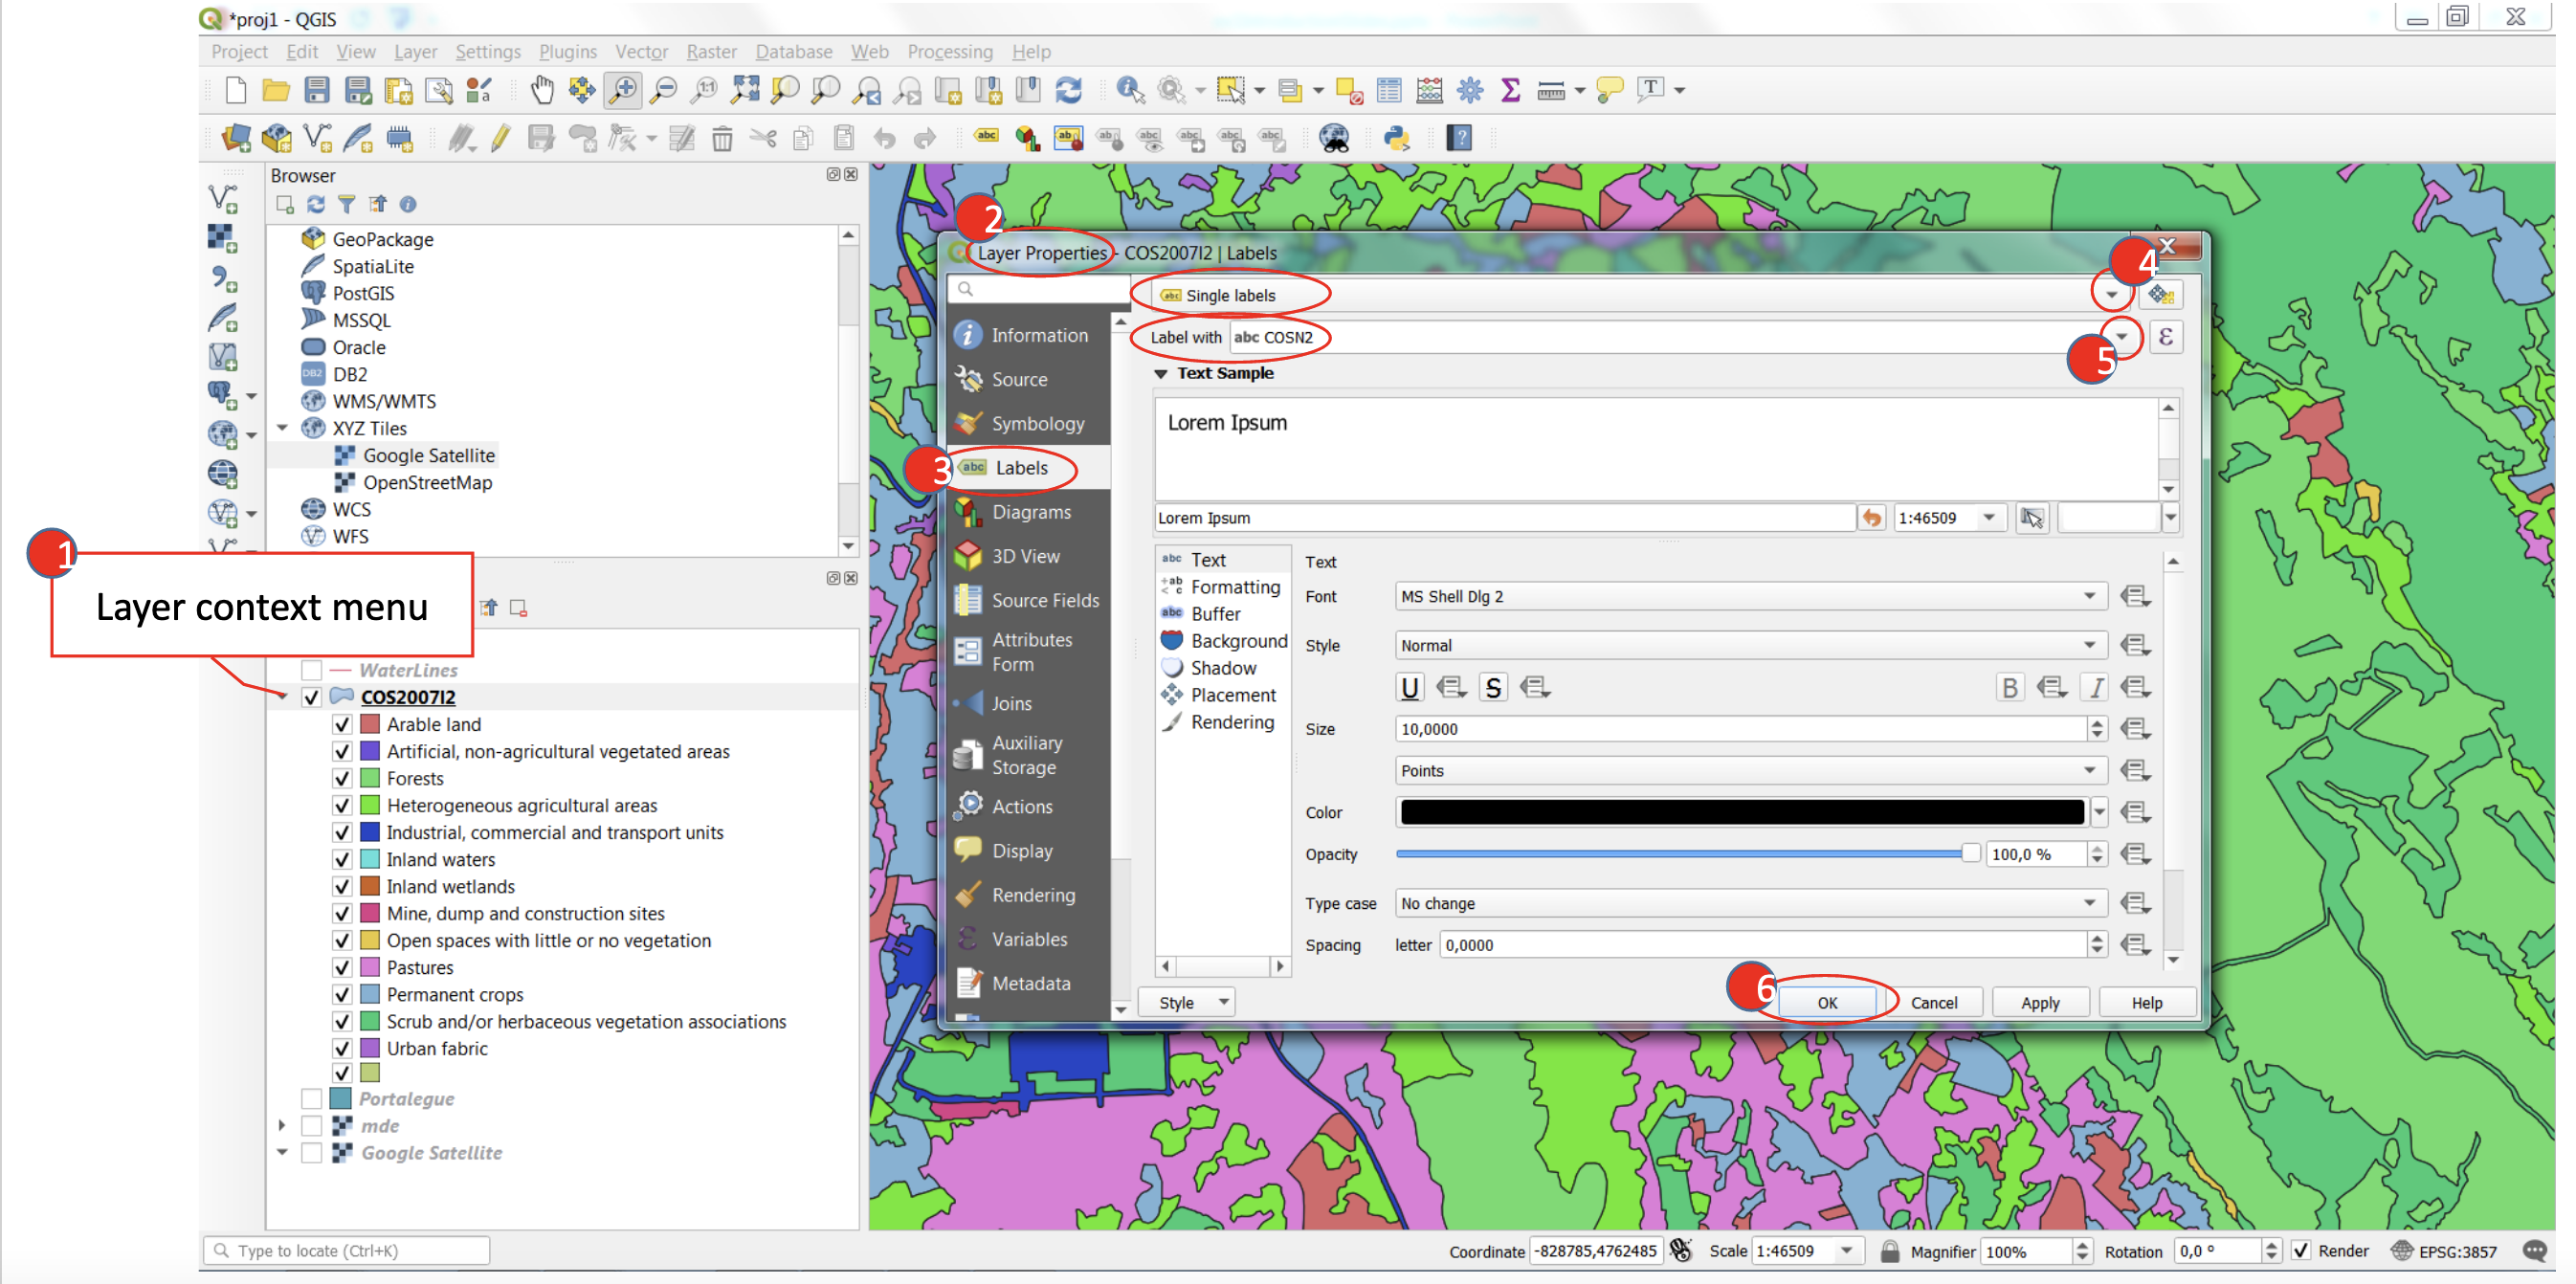 *proj1 - QGIS
Project Edit View Layer Settings Plugins Vector Raster Database Web Processing Help
Browser
GeoPackage
SpatiaLite
PostGIS
MSSQL
Oracle
DB2
WMS/WMTS
XYZ Tiles
Google Satellite
OpenStreetMap
WCS
WFS
1
Layer context menu
WaterLines
COS2007l2
Arable land
Artificial, non-agricultural vegetated areas
Forests
Heterogeneous agricultural areas
Industrial, commercial and transport units
Inland waters
Inland wetlands
Mine, dump and construction sites
Open spaces with little or no vegetation
Pastures
Permanent crops
Scrub and/or herbaceous vegetation associations
Urban fabric
Portalegue
mde
Google Satellite
2
Layer Properties - COS2007l2 | Labels
4
Single labels
Label with abc COSN2
5
Text Sample
Lorem Ipsum
Lorem Ipsum 1:46509
Information
Source
Symbology
3
abc Labels
Diagrams
3D View
Source Fields
Attributes
Form
Joins
Auxiliary
Storage
Actions
Display
Rendering
Variables
Metadata
abc Text
Formatting
abc Buffer
Background
Shadow
Placement
Rendering
Text
Font MS Shell Dlg 2
Style Normal
U S B I
Size 10,0000
Points
Color
Opacity 100,0 %
Type case No change
Spacing letter 0,0000
6
Style OK Cancel Apply Help
Type to locate (Ctrl+K) Coordinate -828785,4762485 Scale 1:46509 Magnifier 100% Rotation 0,0 ° Render EPSG:3857